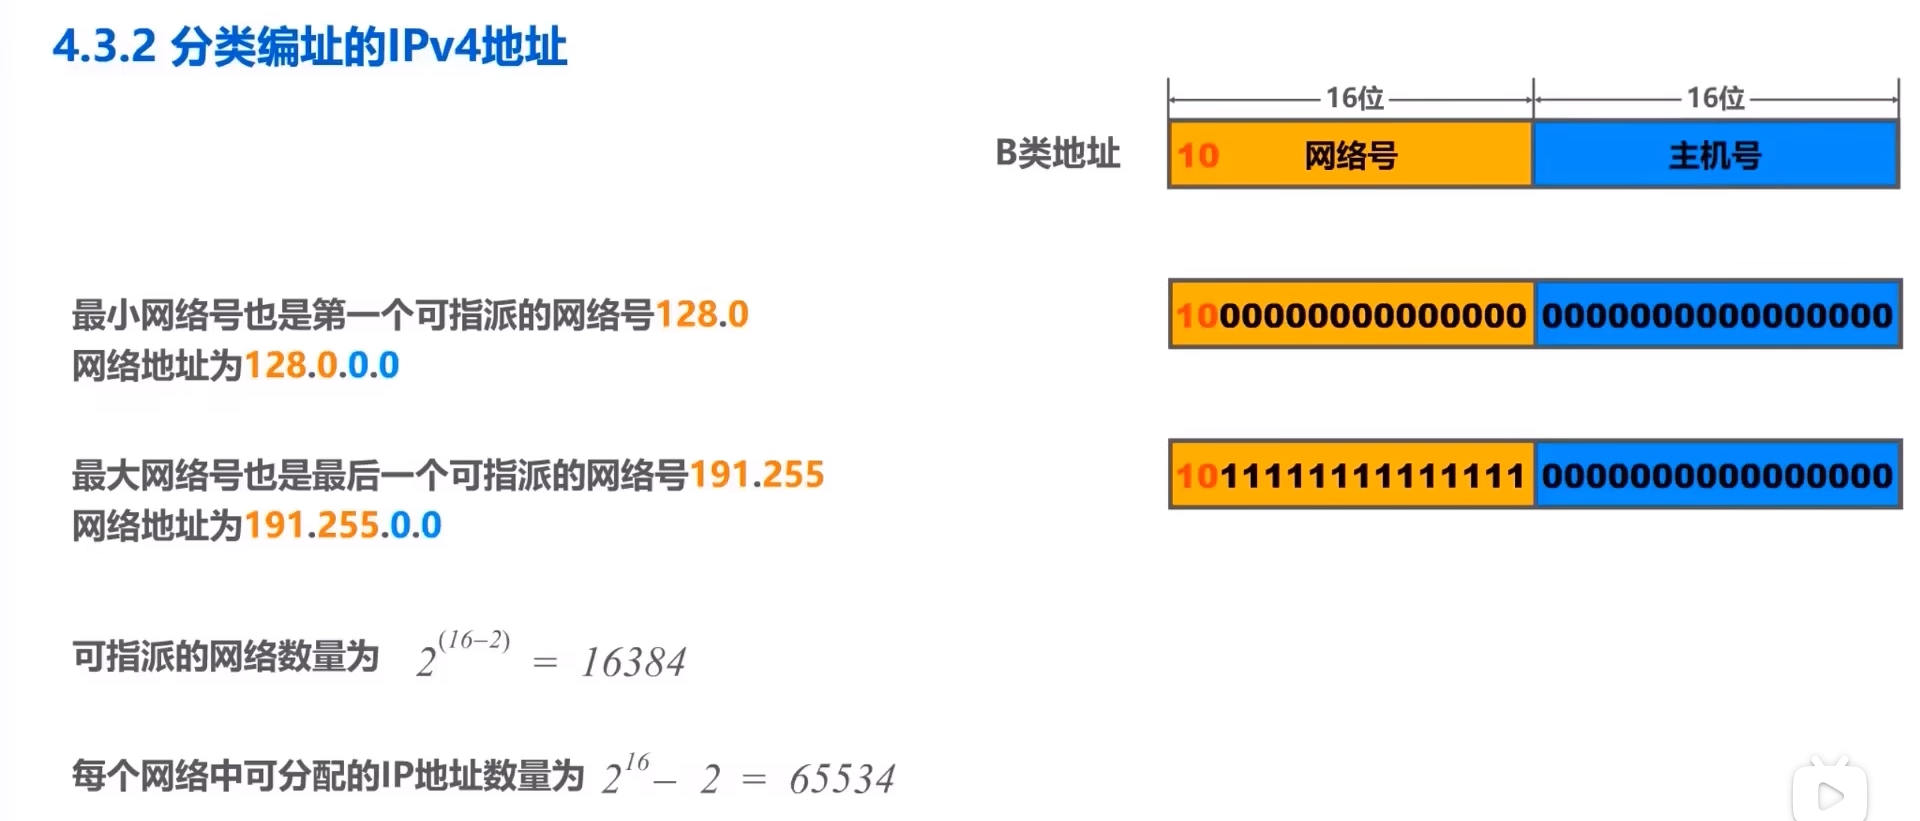 4.3.2 分类编址的IPv4地址
16位 16位
B类地址 10 网络号 主机号
最小网络号也是第一个可指派的网络号128.0
网络地址为128.0.0.0
1000000000000000 0000000000000000
最大网络号也是最后一个可指派的网络号191.255
网络地址为191.255.0.0
1011111111111111 0000000000000000
可指派的网络数量为 2^(16-2) = 16384
每个网络中可分配的IP地址数量为 2^16 - 2 = 65534